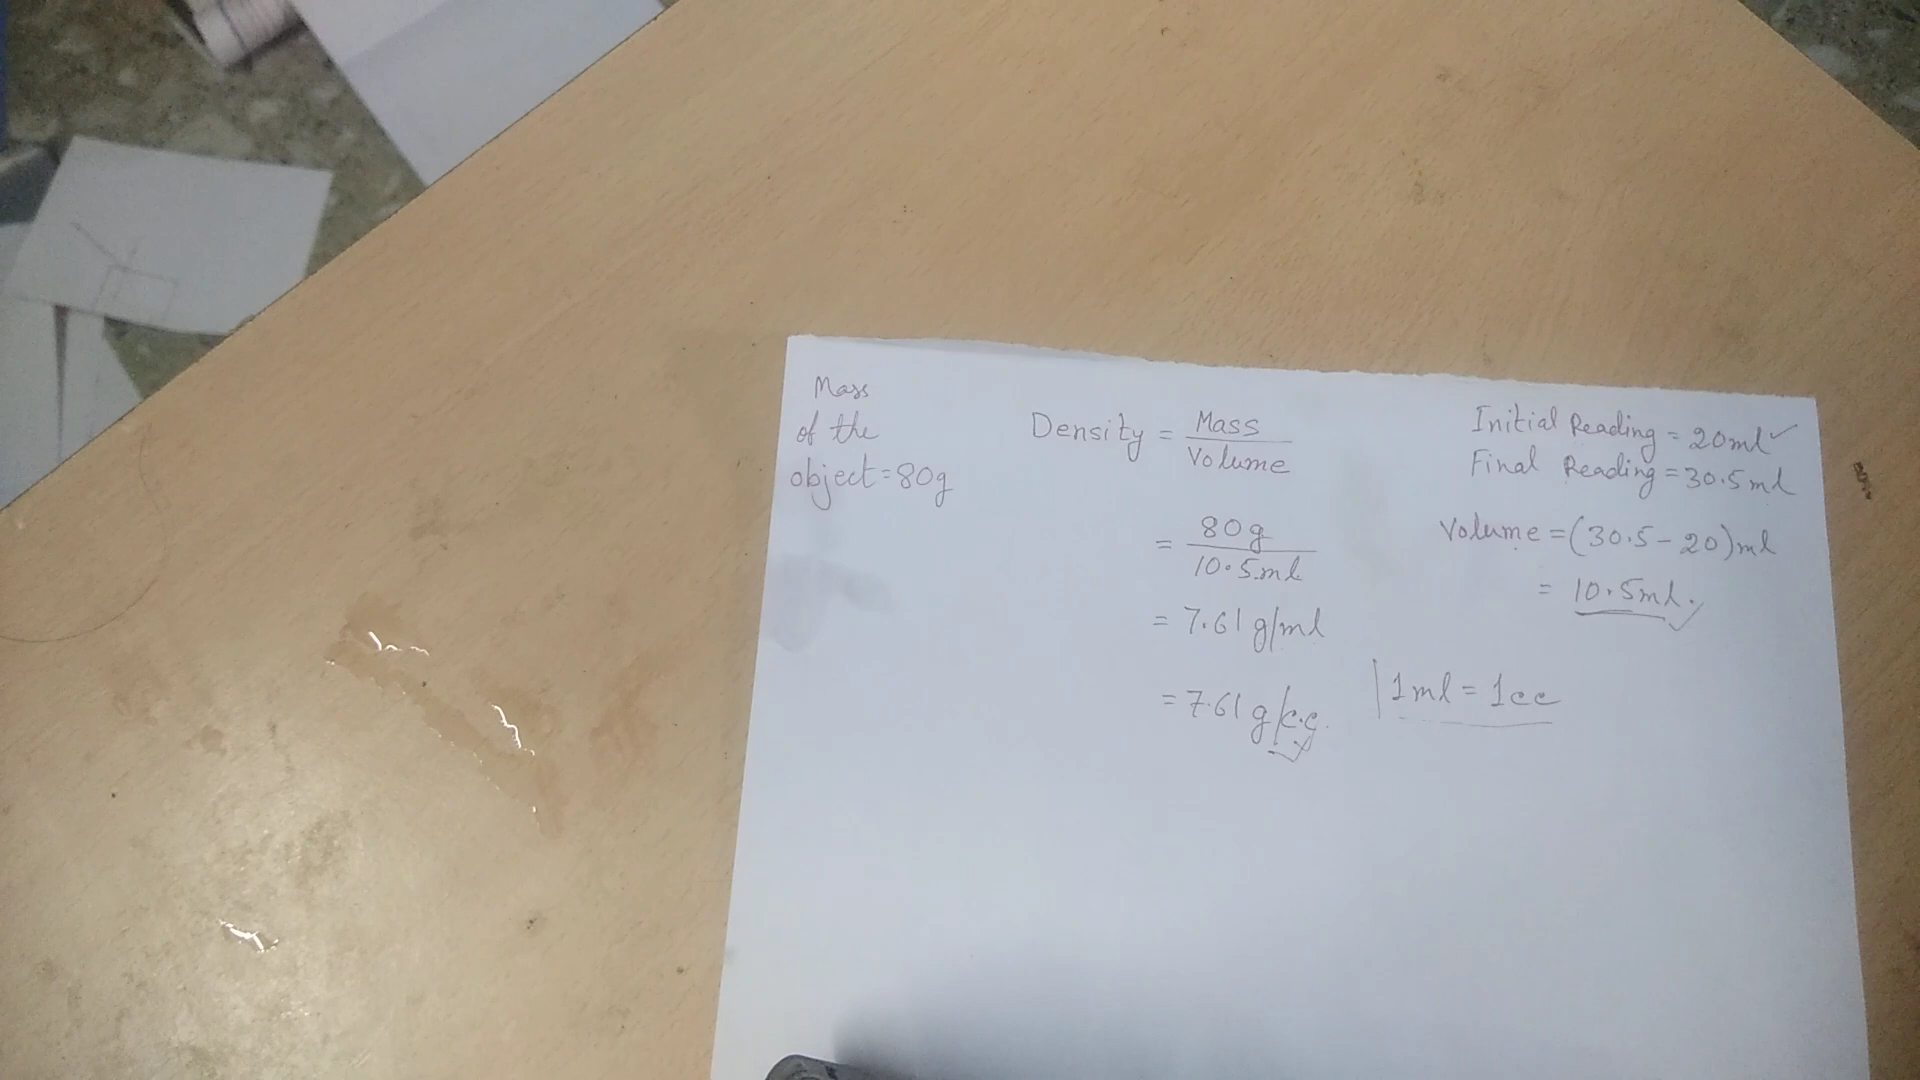 Mass
of the
object = 80g
Density = Mass / Volume
= 80g / 10.5ml
= 7.61 g/ml
= 7.61 g/c.c.
Initial Reading = 20ml ✓
Final Reading = 30.5ml
Volume = (30.5 - 20)ml
= 10.5ml.
1ml = 1cc